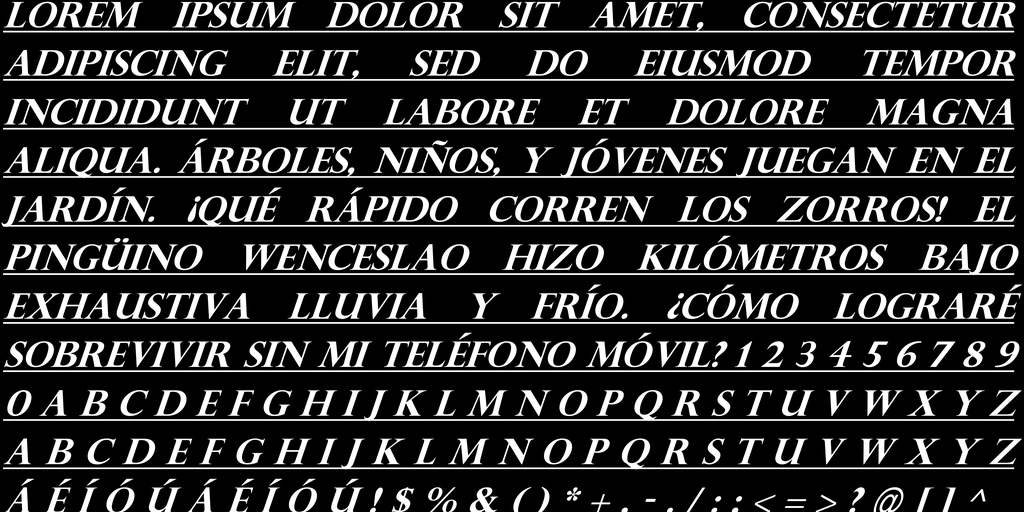 LOREM IPSUM DOLOR SIT AMET, CONSECTETUR
ADIPISCING ELIT, SED DO EIUSMOD TEMPOR
INCIDIDUNT UT LABORE ET DOLORE MAGNA
ALIQUA. ÁRBOLES, NIÑOS, Y JÓVENES JUEGAN EN EL
JARDÍN. ¡QUÉ RÁPIDO CORREN LOS ZORROS! EL
PINGÜINO WENCESLAO HIZO KILÓMETROS BAJO
EXHAUSTIVA LLUVIA Y FRÍO. ¿CÓMO LOGRARÉ
SOBREVIVIR SIN MI TELÉFONO MÓVIL? 1 2 3 4 5 6 7 8 9
0 A B C D E F G H I J K L M N O P Q R S T U V W X Y Z
A B C D E F G H I J K L M N O P Q R S T U V W X Y Z
Á É Í Ó Ú Á É Í Ó Ú ! $ % & ( ) * + , - . / : ; < = > ? @ [ ] ^